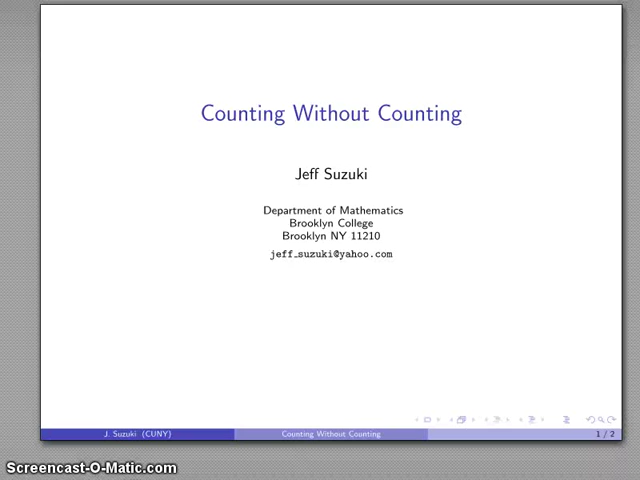 Counting Without Counting
Jeff Suzuki
Department of Mathematics
Brooklyn College
Brooklyn NY 11210
jeff_suzuki@yahoo.com
J. Suzuki (CUNY) Counting Without Counting 1 / 2
Screencast-O-Matic.com